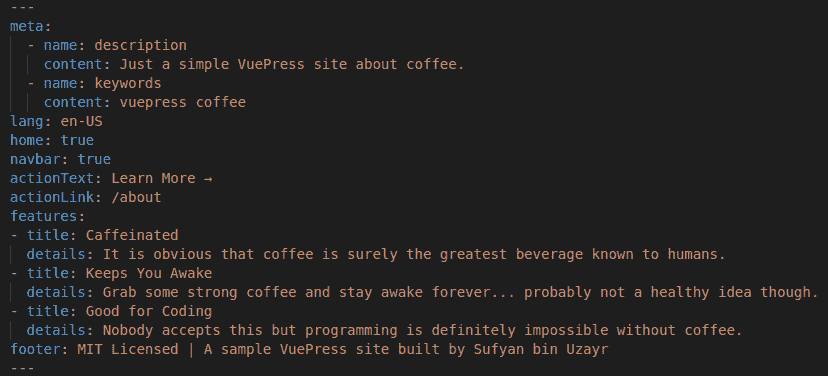 ---
meta:
  - name: description
    content: Just a simple VuePress site about coffee.
  - name: keywords
    content: vuepress coffee
lang: en-US
home: true
navbar: true
actionText: Learn More →
actionLink: /about
features:
- title: Caffeinated
  details: It is obvious that coffee is surely the greatest beverage known to humans.
- title: Keeps You Awake
  details: Grab some strong coffee and stay awake forever... probably not a healthy idea though.
- title: Good for Coding
  details: Nobody accepts this but programming is definitely impossible without coffee.
footer: MIT Licensed | A sample VuePress site built by Sufyan bin Uzayr
---